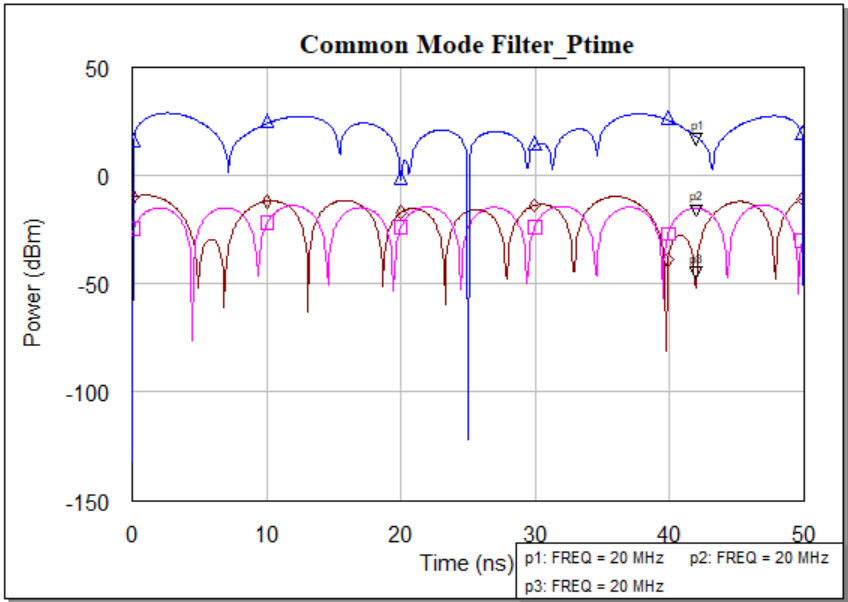 Common Mode Filter_Ptime
50
0
-50
-100
-150
Power (dBm)
p1
p2
p3
0 10 20 30 40 50
Time (ns)
p1: FREQ = 20 MHz p2: FREQ = 20 MHz
p3: FREQ = 20 MHz